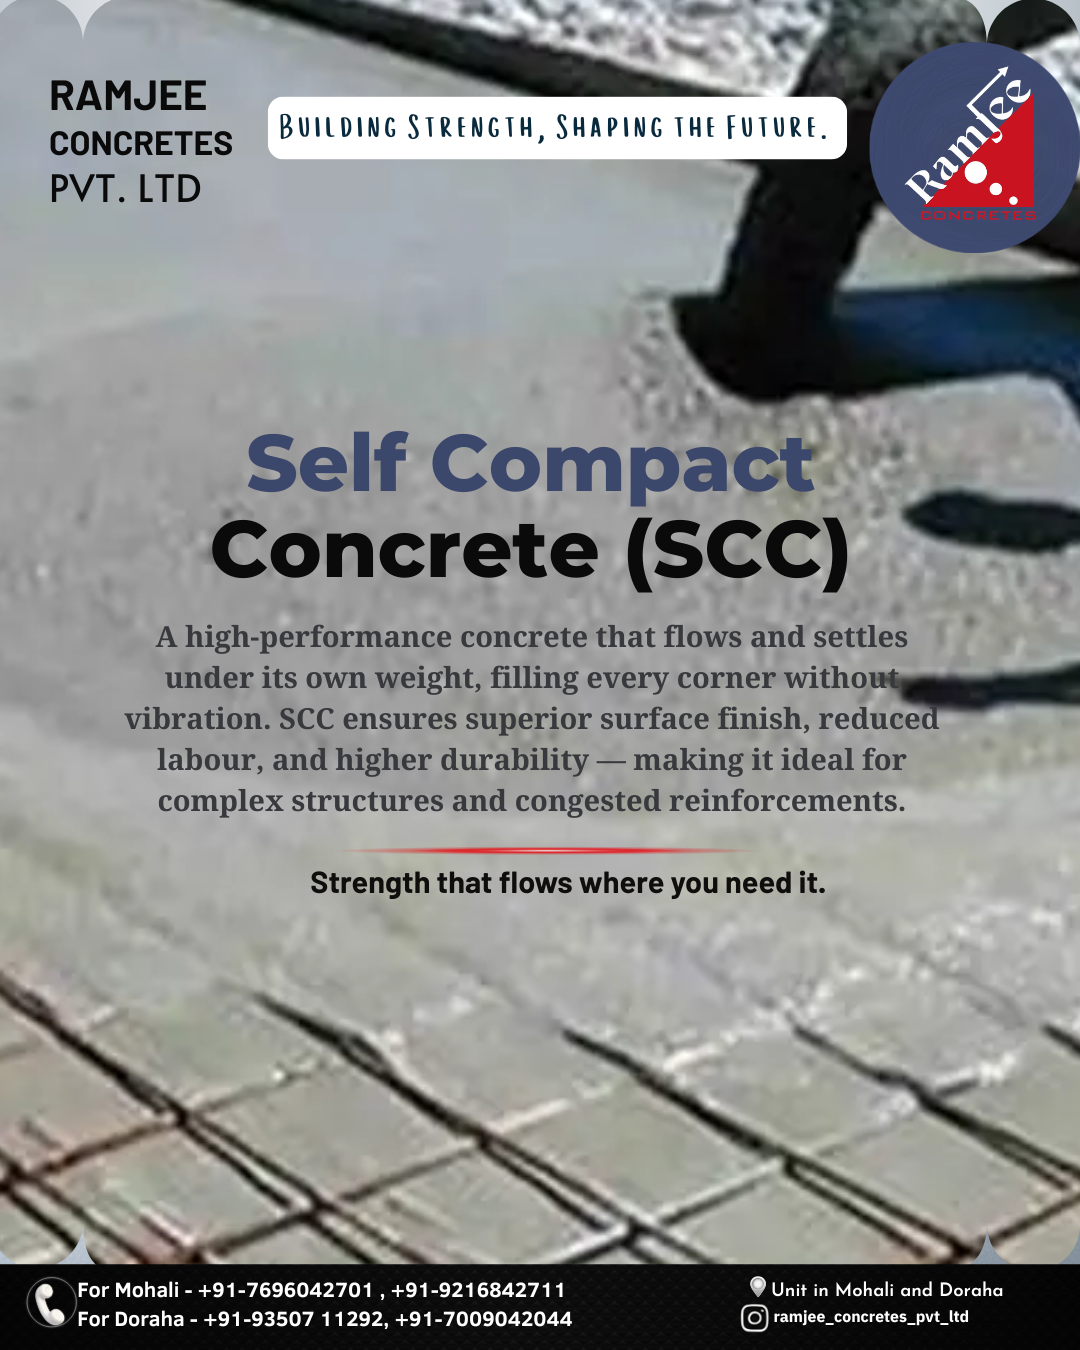 RAMJEE
CONCRETES
PVT. LTD
Building Strength, Shaping the Future.
RamJee
CONCRETES
Self Compact
Concrete (SCC)
A high-performance concrete that flows and settles
under its own weight, filling every corner without
vibration. SCC ensures superior surface finish, reduced
labour, and higher durability — making it ideal for
complex structures and congested reinforcements.
Strength that flows where you need it.
For Mohali - +91-7696042701 , +91-9216842711
For Doraha - +91-93507 11292, +91-7009042044
Unit in Mohali and Doraha
ramjee_concretes_pvt_ltd